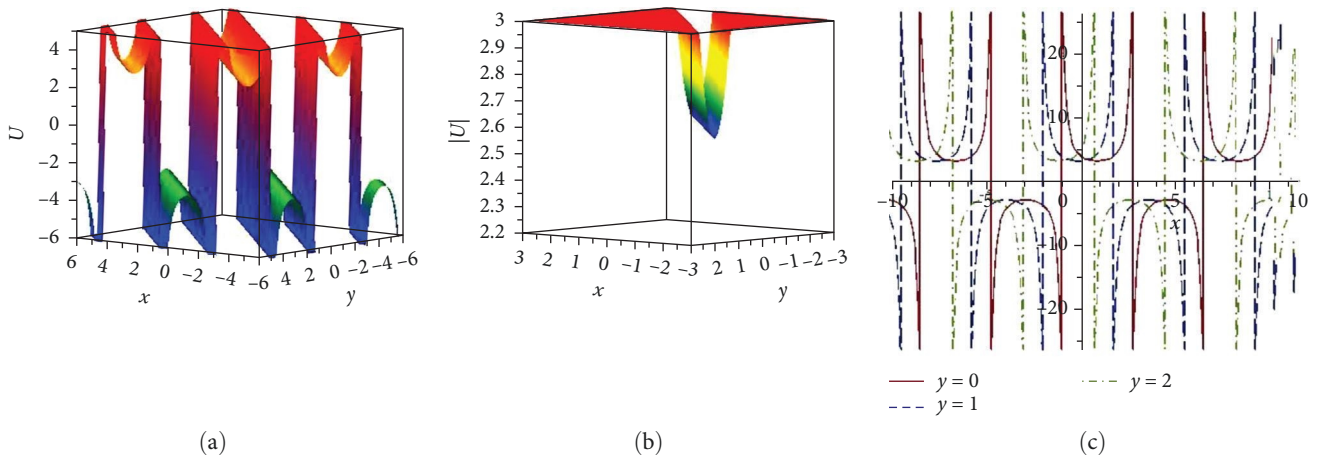 4
2
0
−2
−4
−6
U
6 4 2 0 −2 −4 −6 4 2 0 −2 −4 −6
x
y
3
2.9
2.8
2.7
2.6
2.5
2.4
2.3
2.2
|U|
3 2 1 0 −1 −2 −3 2 1 0 −1 −2 −3
x
y
20
10
−10 −5 0 5 10
x
−10
−20
y = 0
y = 2
y = 1
(a)
(b)
(c)